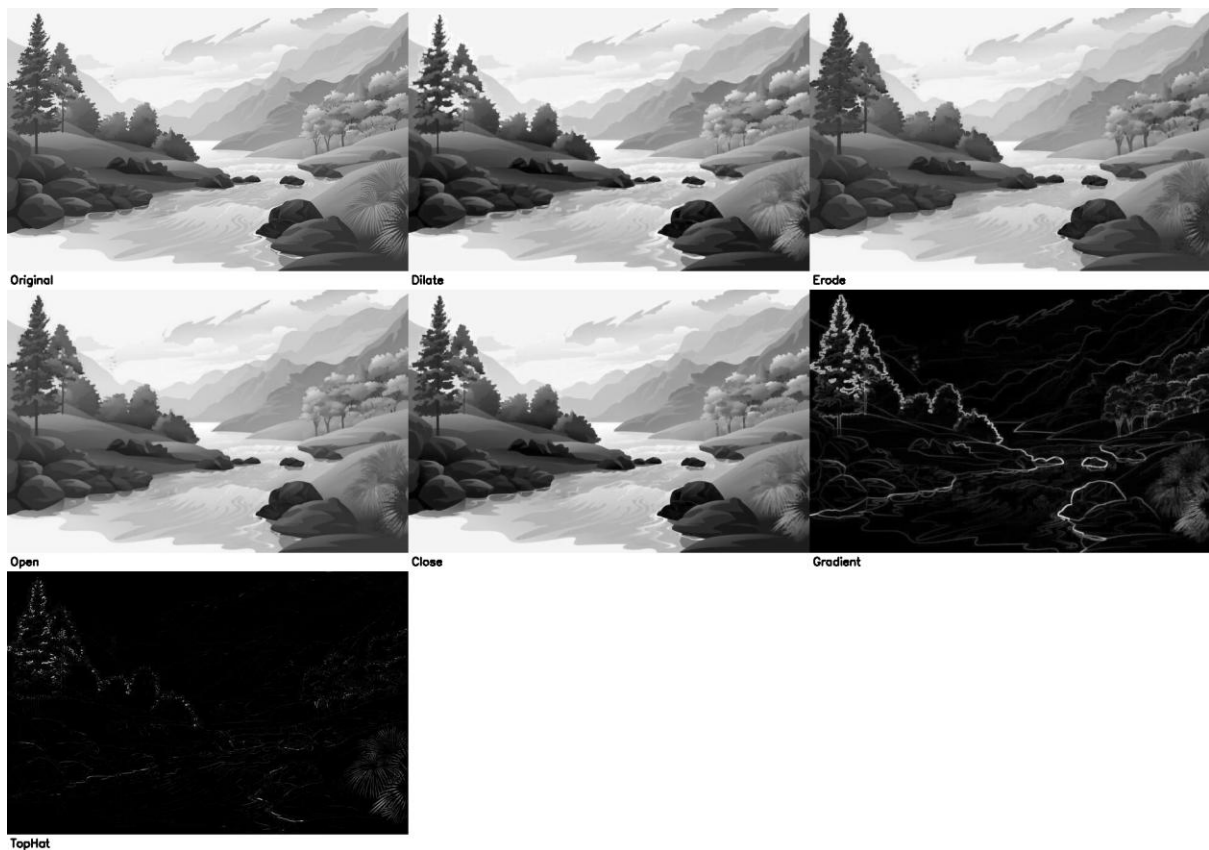 Original
Dilate
Erode
Open
Close
Gradient
TopHat